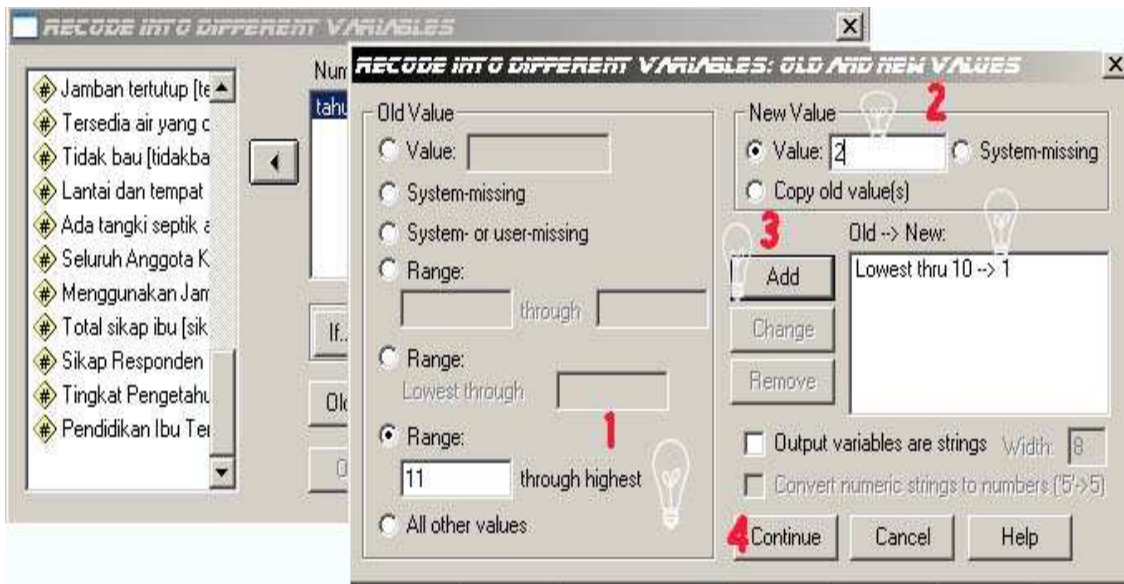 RECODE INTO DIFFERENT VARIABLES
Jamban tertutup [te
Tersedia air yang c
Tidak bau [tidakba
Lantai dan tempat
Ada tangki septik a
Seluruh Anggota K
Menggunakan Jam
Total sikap ibu [sik
Sikap Responden
Tingkat Pengetahu
Pendidikan Ibu Ter
Num
tahu
If..
Old
RECODE INTO DIFFERENT VARIABLES: OLD AND NEW VALUES
Old Value
Value:
System-missing
System- or user-missing
Range:
through
Range:
Lowest through
1
Range:
11 through highest
All other values
New Value
2
Value: 2 System-missing
Copy old value(s)
3
Old --> New:
Add
Lowest thru 10 --> 1
Change
Remove
Output variables are strings Width: 8
Convert numeric strings to numbers ('5'->5)
4
Continue Cancel Help